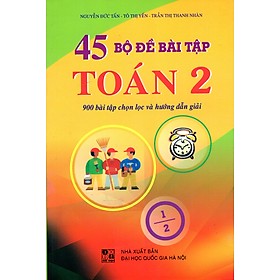 NGUYỄN ĐỨC TẤN - TÔ THỊ YẾN - TRẦN THỊ THANH NHÀN
45 BỘ ĐỀ BÀI TẬP
TOÁN 2
900 bài tập chọn lọc và hướng dẫn giải
1
2
NHÀ XUẤT BẢN
ĐẠI HỌC QUỐC GIA HÀ NỘI